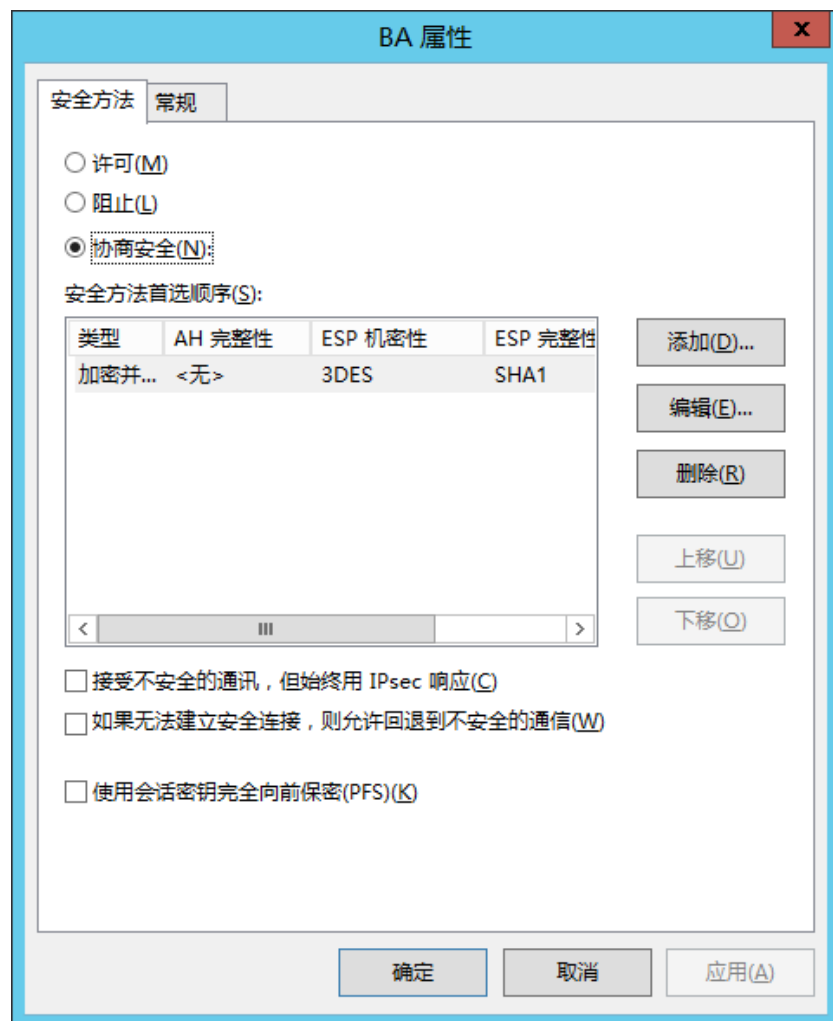 BA 属性
x
安全方法 常规
许可(M)
阻止(L)
协商安全(N):
安全方法首选顺序(S):
类型 AH 完整性 ESP 机密性 ESP 完整性
加密并... <无> 3DES SHA1
添加(D)...
编辑(E)...
删除(R)
上移(U)
下移(O)
接受不安全的通讯，但始终用 IPsec 响应(C)
如果无法建立安全连接，则允许回退到不安全的通信(W)
使用会话密钥完全向前保密(PFS)(K)
确定 取消 应用(A)